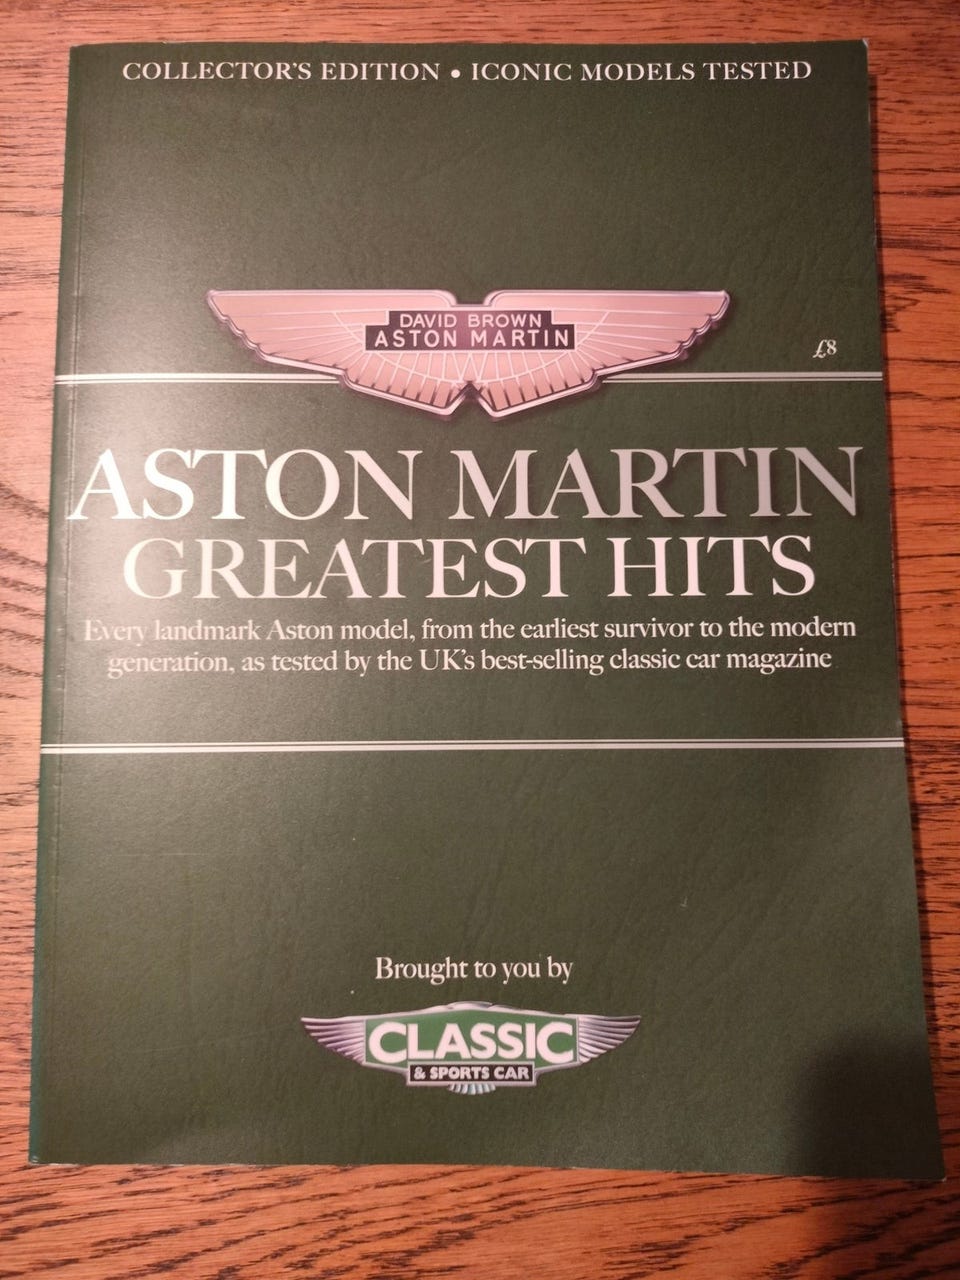 COLLECTOR'S EDITION • ICONIC MODELS TESTED
DAVID BROWN
ASTON MARTIN
£8
ASTON MARTIN
GREATEST HITS
Every landmark Aston model, from the earliest survivor to the modern
generation, as tested by the UK's best-selling classic car magazine
Brought to you by
CLASSIC
& SPORTS CAR